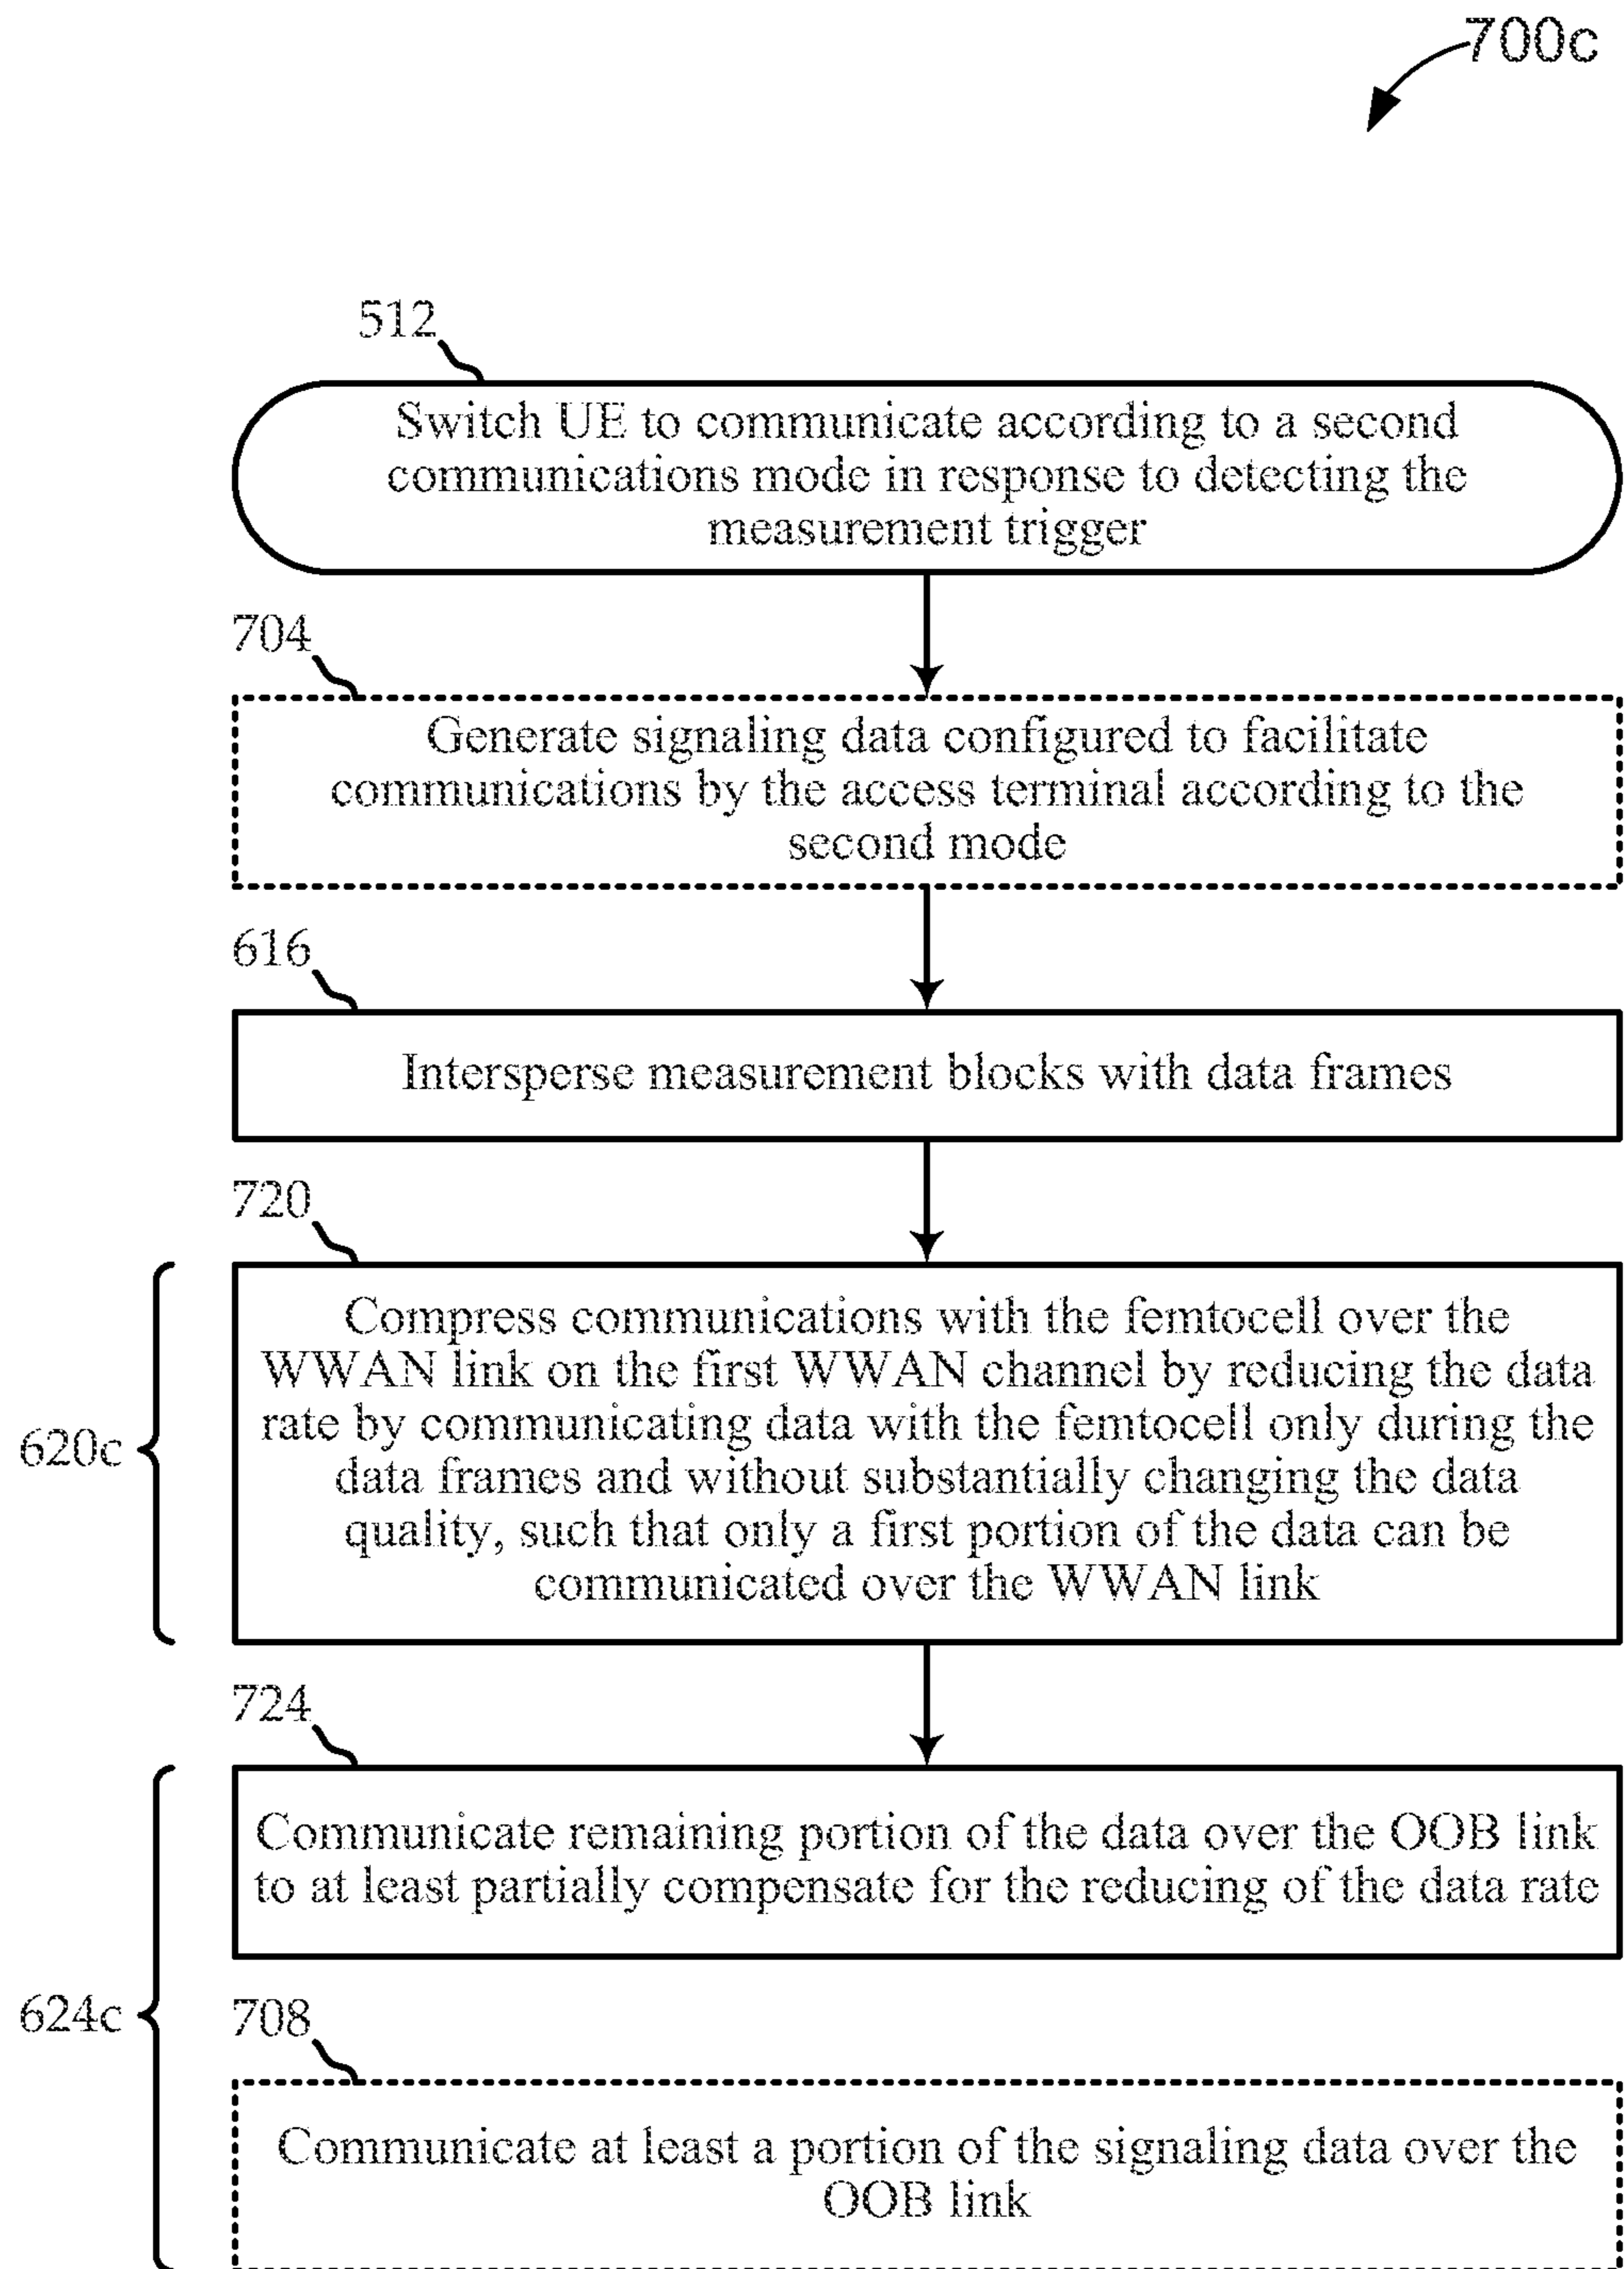 700c
512
Switch UE to communicate according to a second
communications mode in response to detecting the
measurement trigger
704
Generate signaling data configured to facilitate
communications by the access terminal according to the
second mode
616
Intersperse measurement blocks with data frames
720
620c
Compress communications with the femtocell over the
WWAN link on the first WWAN channel by reducing the data
rate by communicating data with the femtocell only during the
data frames and without substantially changing the data
quality, such that only a first portion of the data can be
communicated over the WWAN link
724
Communicate remaining portion of the data over the OOB link
to at least partially compensate for the reducing of the data rate
624c
708
Communicate at least a portion of the signaling data over the
OOB link